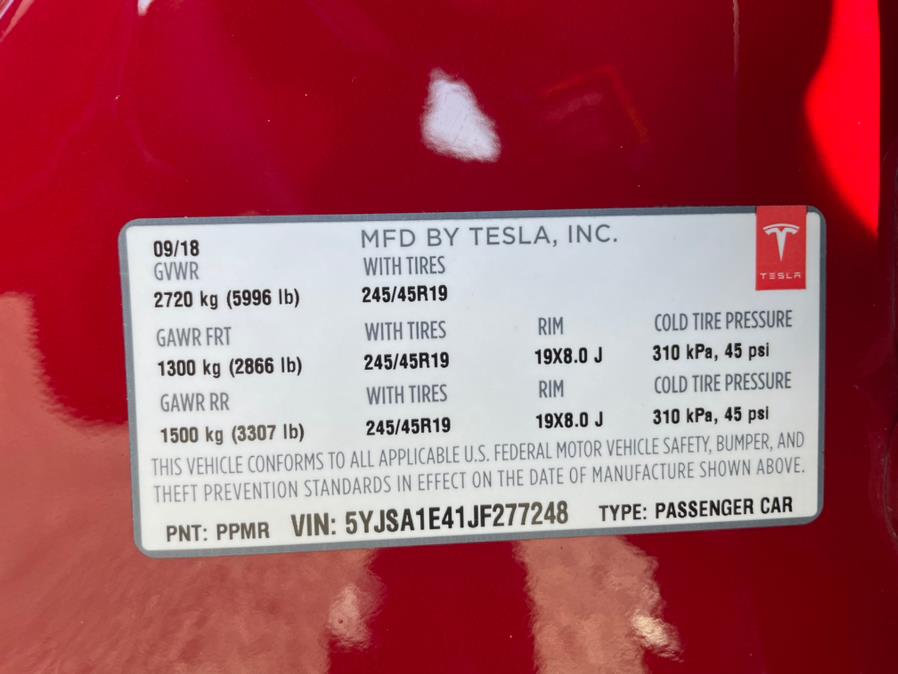 09/18 MFD BY TESLA, INC.
TESLA
GVWR WITH TIRES
2720 kg (5996 lb) 245/45R19
GAWR FRT WITH TIRES RIM COLD TIRE PRESSURE
1300 kg (2866 lb) 245/45R19 19X8.0 J 310 kPa, 45 psi
GAWR RR WITH TIRES RIM COLD TIRE PRESSURE
1500 kg (3307 lb) 245/45R19 19X8.0 J 310 kPa, 45 psi
THIS VEHICLE CONFORMS TO ALL APPLICABLE U.S. FEDERAL MOTOR VEHICLE SAFETY, BUMPER, AND
THEFT PREVENTION STANDARDS IN EFFECT ON THE DATE OF MANUFACTURE SHOWN ABOVE.
PNT: PPMR VIN: 5YJSA1E41JF277248 TYPE: PASSENGER CAR